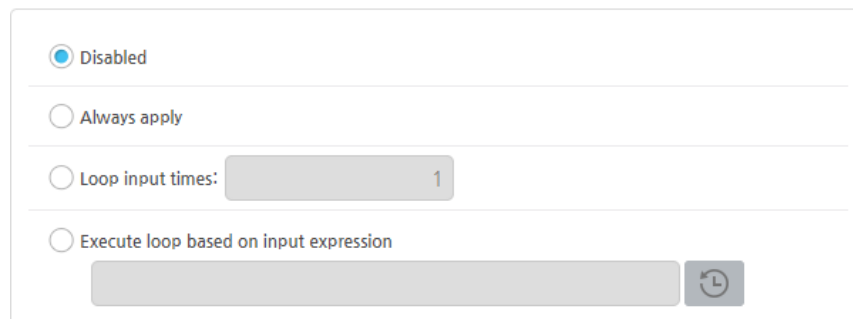 Disabled
Always apply
Loop input times: 1
Execute loop based on input expression